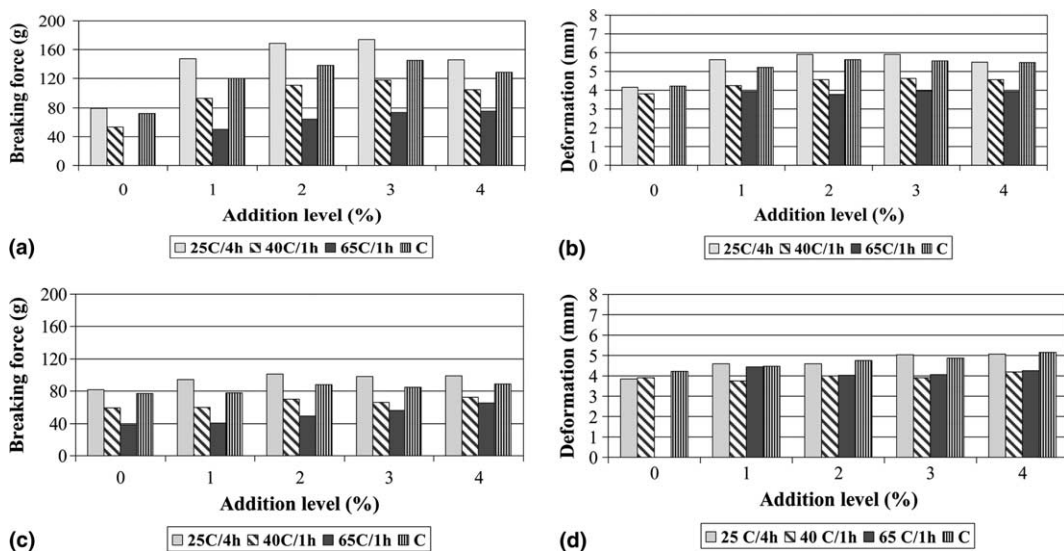 Breaking force (g)
200
160
120
80
40
0
0 1 2 3 4
Addition level (%)
(a)
25C/4h 40C/1h 65C/1h C
Deformation (mm)
8
7
6
5
4
3
2
1
0
0 1 2 3 4
Addition level (%)
(b)
25C/4h 40C/1h 65C/1h C
Breaking force (g)
200
160
120
80
40
0
0 1 2 3 4
Addition level (%)
(c)
25C/4h 40C/1h 65C/1h C
Deformation (mm)
8
7
6
5
4
3
2
1
0
0 1 2 3 4
Addition level (%)
(d)
25 C/4h 40 C/1h 65 C/1h C